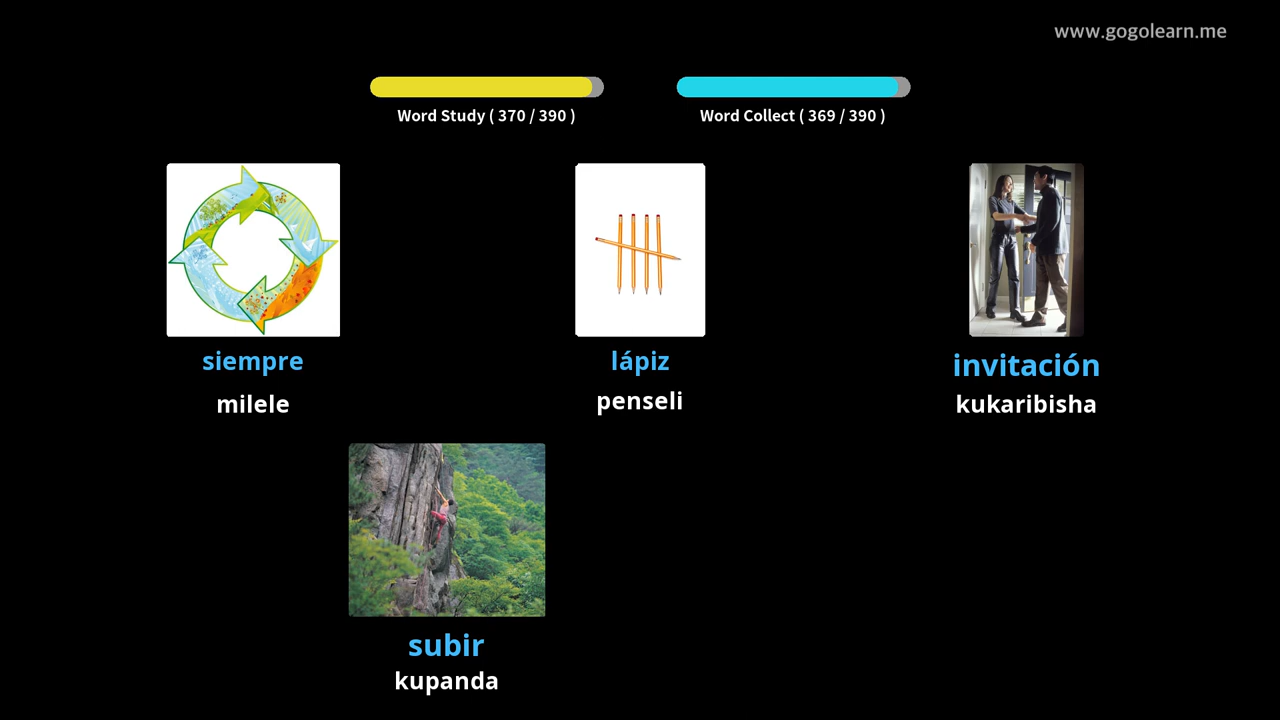 www.gogolearn.me
Word Study ( 370 / 390 )
Word Collect ( 369 / 390 )
siempre
milele
lápiz
penseli
invitación
kukaribisha
subir
kupanda